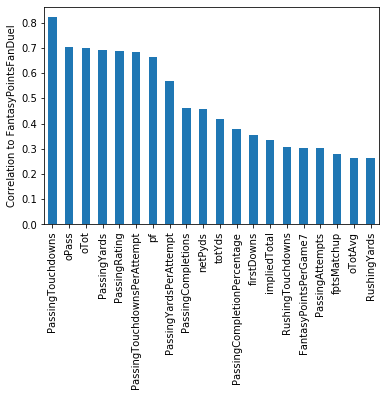 Correlation to FantasyPointsFanDuel
0.8
0.7
0.6
0.5
0.4
0.3
0.2
0.1
0.0
PassingTouchdowns
oPass
oTot
PassingYards
PassingRating
PassingTouchdownsPerAttempt
pf
PassingYardsPerAttempt
PassingCompletions
netPyds
totYds
PassingCompletionPercentage
firstDowns
impliedTotal
RushingTouchdowns
FantasyPointsPerGame7
PassingAttempts
fptsMatchup
oTotAvg
RushingYards